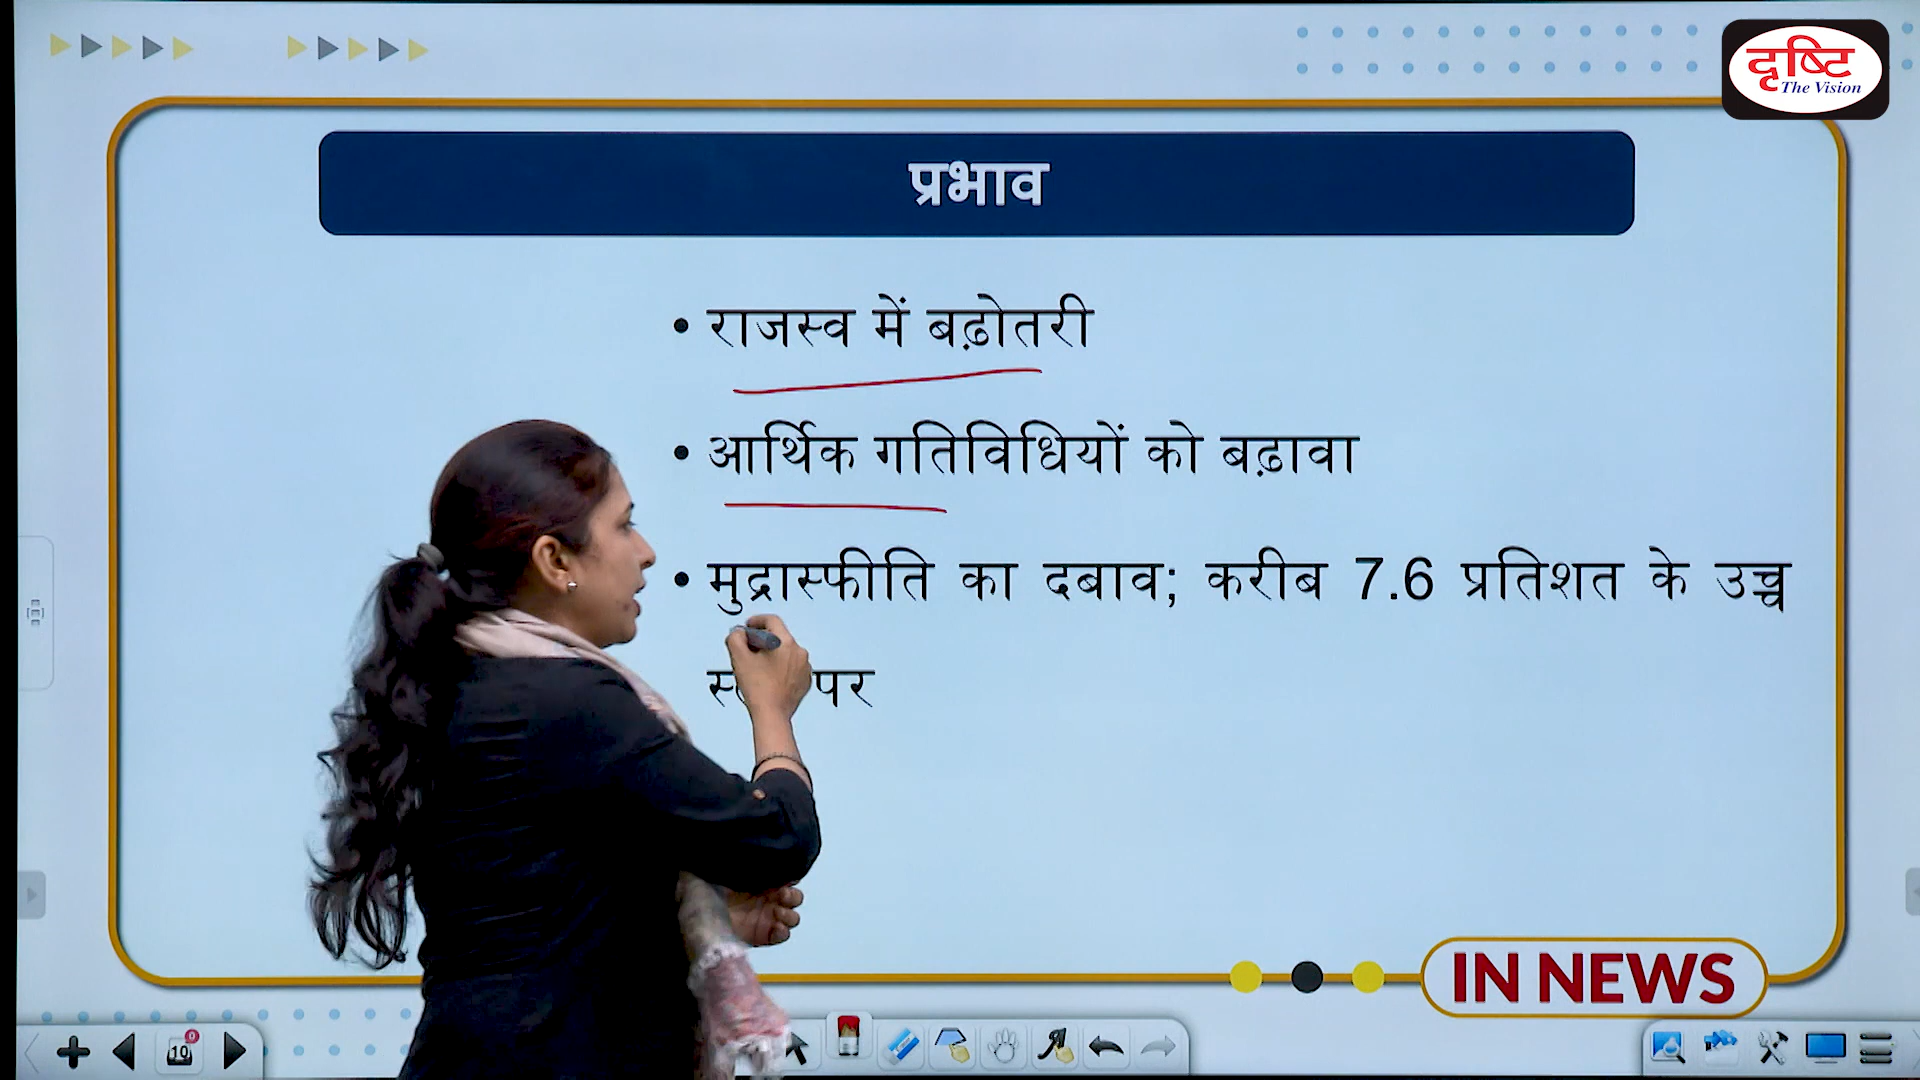 दृष्टि
The Vision
प्रभाव
• राजस्व में बढ़ोतरी
• आर्थिक गतिविधियों को बढ़ावा
• मुद्रास्फीति का दबाव; करीब 7.6 प्रतिशत के उच्च
पर
IN NEWS
10
0